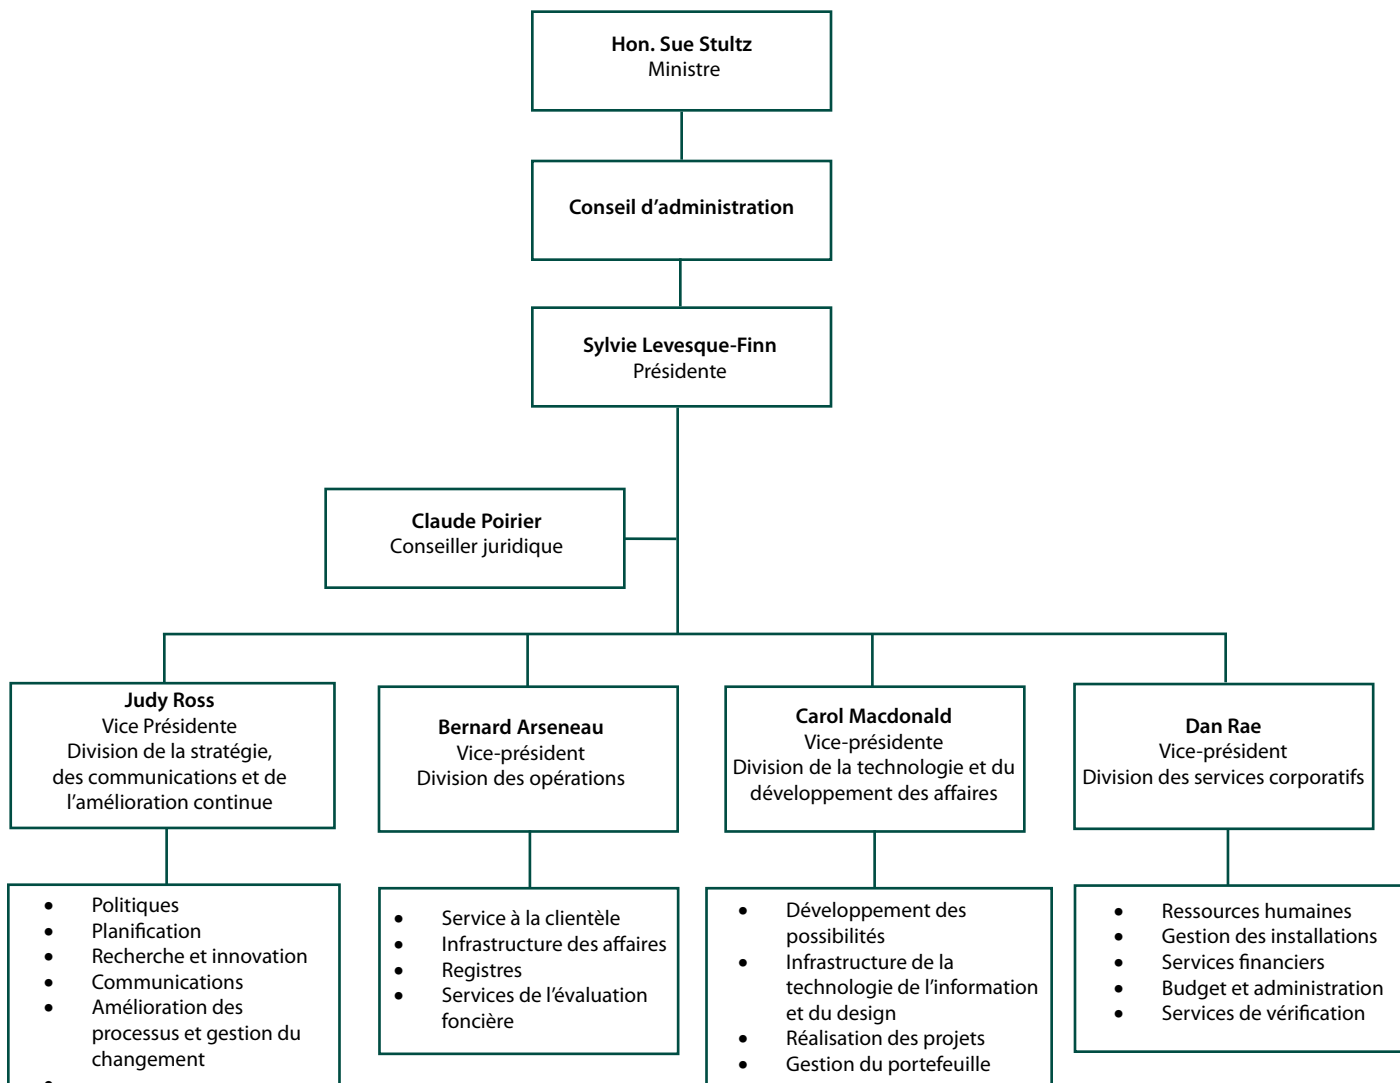 Hon. Sue Stultz
Ministre
Conseil d’administration
Sylvie Levesque-Finn
Présidente
Claude Poirier
Conseiller juridique
Judy Ross
Vice Présidente
Division de la stratégie,
des communications et de
l’amélioration continue
Bernard Arseneau
Vice-président
Division des opérations
Carol Macdonald
Vice-présidente
Division de la technologie et du
développement des affaires
Dan Rae
Vice-président
Division des services corporatifs
• Politiques
• Planification
• Recherche et innovation
• Communications
• Amélioration des
processus et gestion du
changement
•
• Service à la clientèle
• Infrastructure des affaires
• Registres
• Services de l’évaluation
foncière
• Développement des
possibilités
• Infrastructure de la
technologie de l’information
et du design
• Réalisation des projets
• Gestion du portefeuille
• Ressources humaines
• Gestion des installations
• Services financiers
• Budget et administration
• Services de vérification